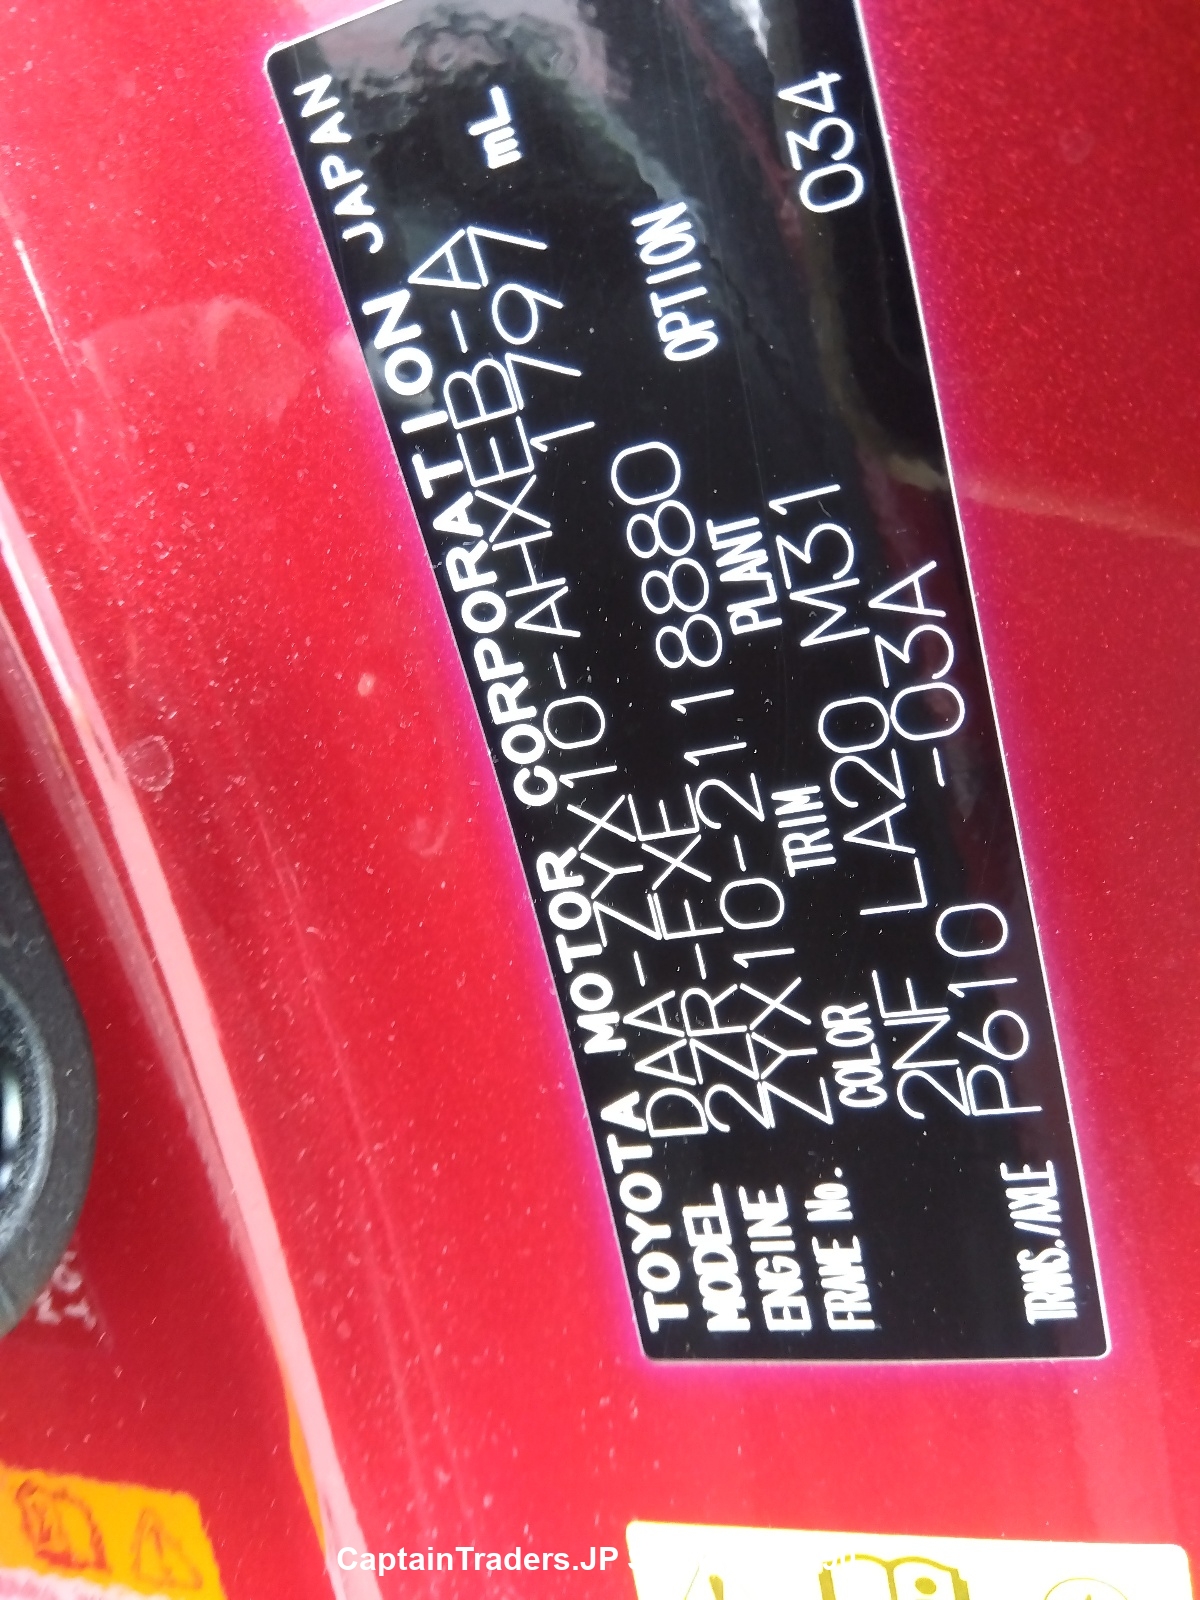 TOYOTA MOTOR CORPORATION JAPAN
MODEL DAA-ZYX10-AHXEB-A
ENGINE 2ZR-FXE 1797 mL
FRAME No. ZYX10-2118880
COLOR TRIM PLANT OPTION
2NF LA20 M31 034
TRANS./AXLE P610 -03A
CaptainTraders.JP